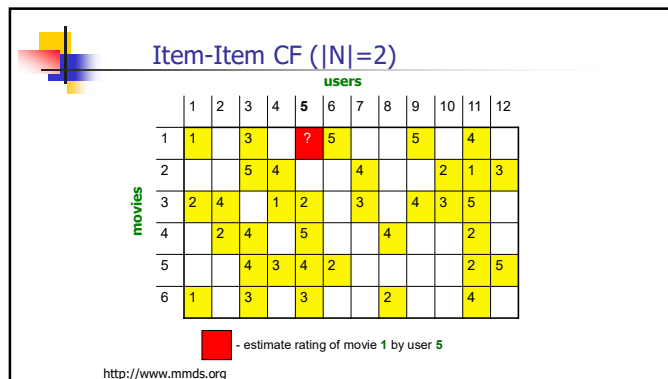 Item-Item CF (|N|=2)
users
1 2 3 4 5 6 7 8 9 10 11 12
1 1 3 ? 5 5 4
2 5 4 4 2 1 3
movies
3 2 4 1 2 3 4 3 5
4 2 4 5 4 2
5 4 3 4 2 2 5
6 1 3 3 2 4
- estimate rating of movie 1 by user 5
http://www.mmds.org